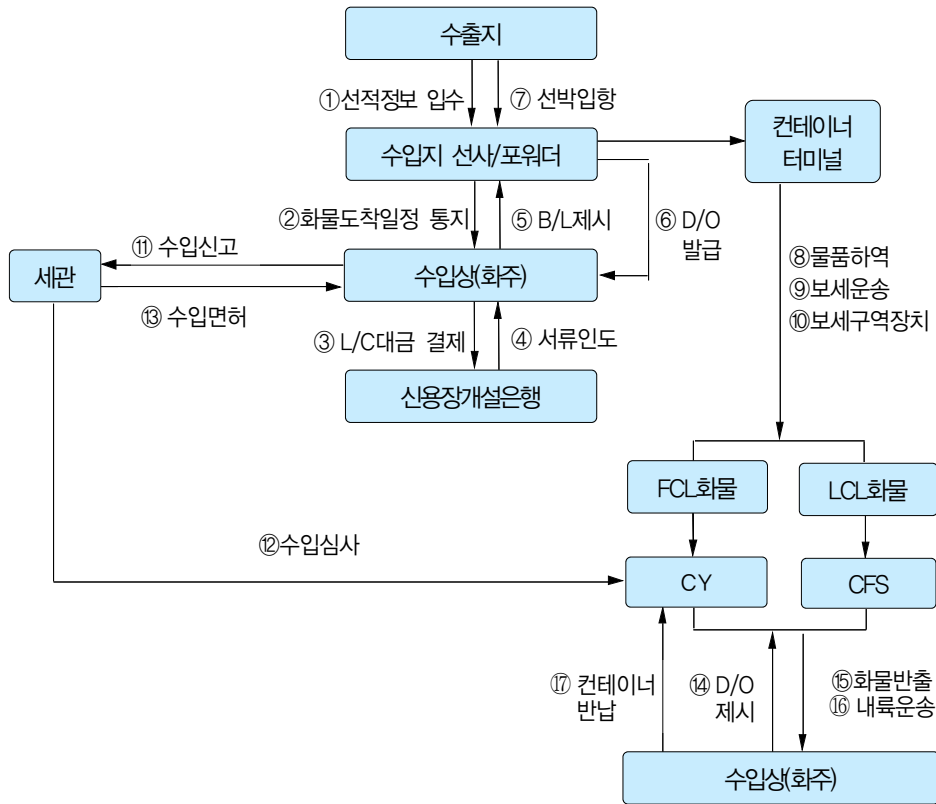 수출지
①선적정보 입수
⑦ 선박입항
수입지 선사/포워더
컨테이너
터미널
②화물도착일정 통지
⑤ B/L제시
⑥ D/O
발급
⑪ 수입신고
세관
수입상(화주)
⑬ 수입면허
⑧물품하역
⑨보세운송
⑩보세구역장치
③ L/C대금 결제
④ 서류인도
신용장개설은행
FCL화물
LCL화물
⑫수입심사
CY
CFS
⑰ 컨테이너
반납
⑭ D/O
제시
⑮화물반출
⑯ 내륙운송
수입상(화주)